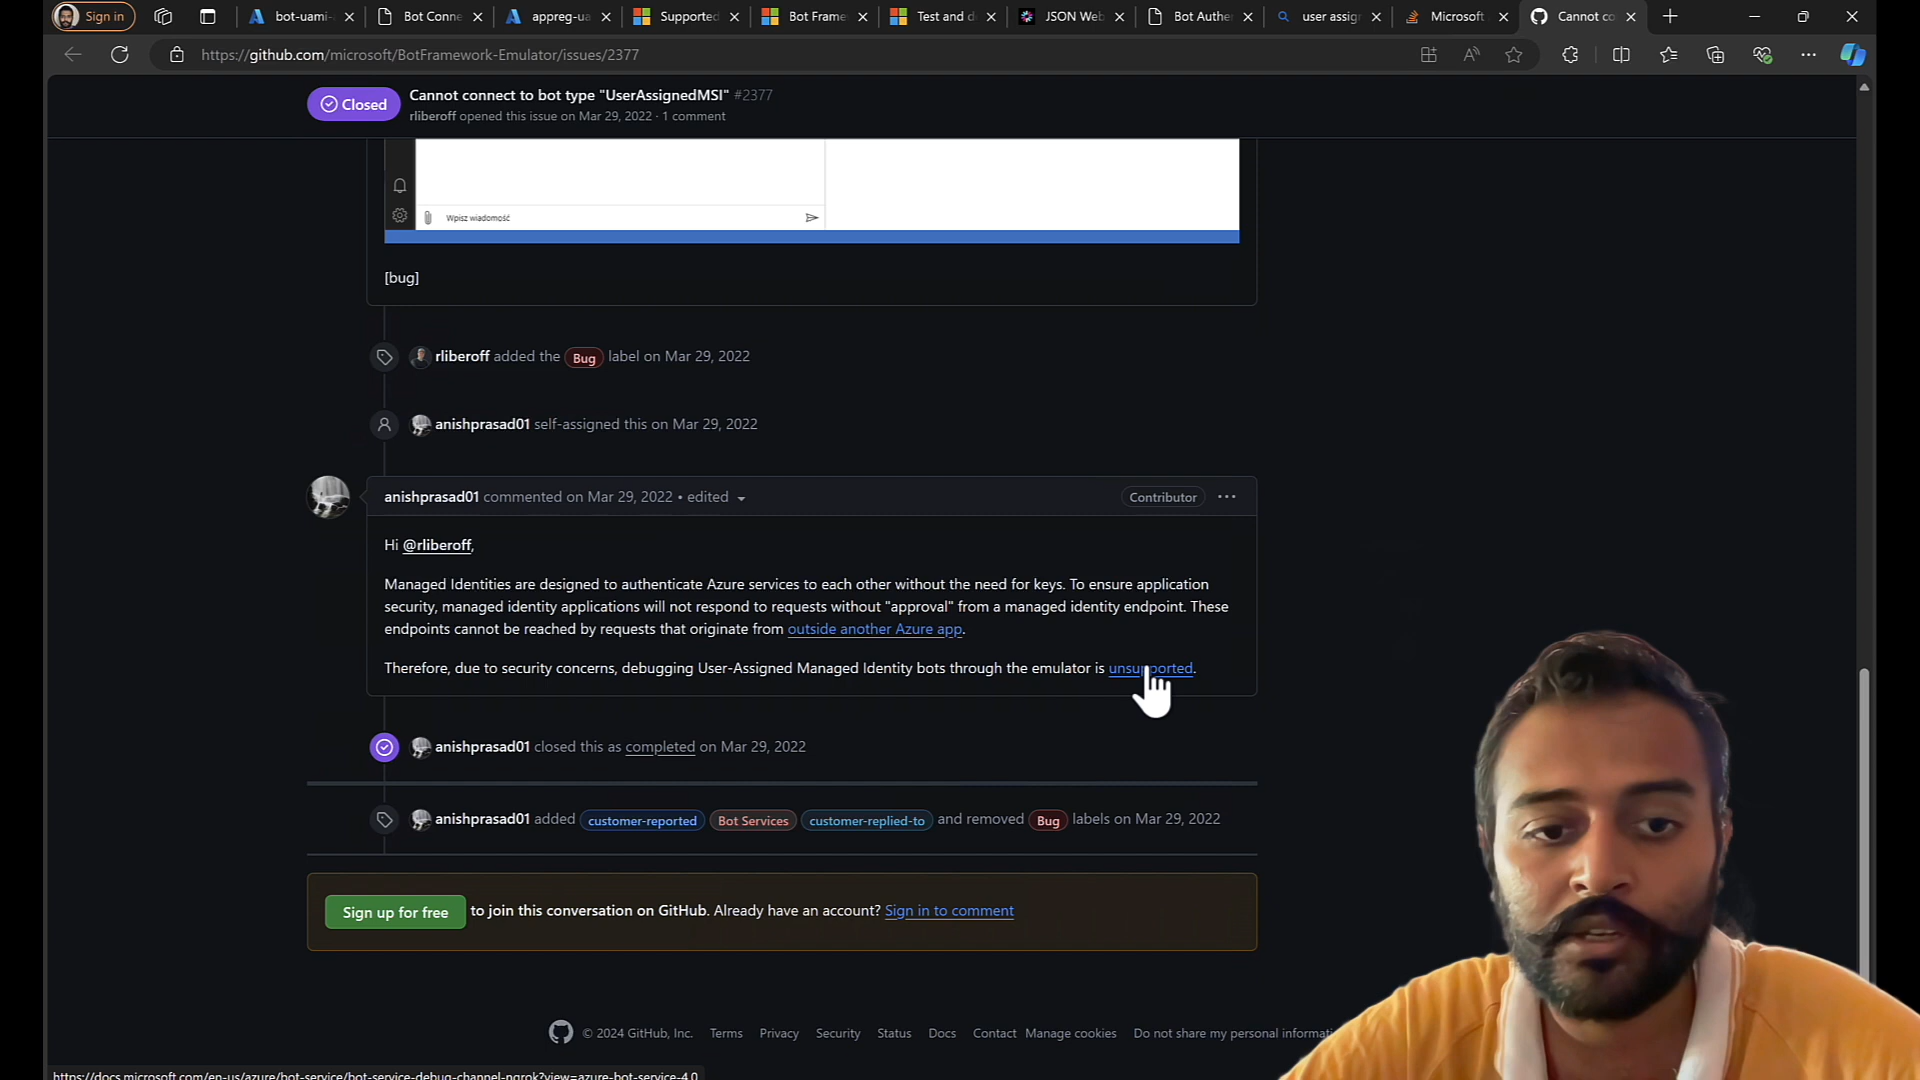 Sign in
bot-uami-
Bot Conne
appreg-ua
Supported
Bot Frame
Test and d
JSON Web
Bot Authe
user assig
Microsoft
Cannot co
https://github.com/microsoft/BotFramework-Emulator/issues/2377
Closed
Cannot connect to bot type "UserAssignedMSI" #2377
rliberoff opened this issue on Mar 29, 2022 · 1 comment
Wpisz wiadomość
[bug]
rliberoff added the Bug label on Mar 29, 2022
anishprasad01 self-assigned this on Mar 29, 2022
anishprasad01 commented on Mar 29, 2022 • edited
Contributor
Hi @rliberoff,
Managed Identities are designed to authenticate Azure services to each other without the need for keys. To ensure application
security, managed identity applications will not respond to requests without "approval" from a managed identity endpoint. These
endpoints cannot be reached by requests that originate from outside another Azure app.
Therefore, due to security concerns, debugging User-Assigned Managed Identity bots through the emulator is unsupported.
anishprasad01 closed this as completed on Mar 29, 2022
anishprasad01 added customer-reported Bot Services customer-replied-to and removed Bug labels on Mar 29, 2022
Sign up for free to join this conversation on GitHub. Already have an account? Sign in to comment
© 2024 GitHub, Inc. Terms Privacy Security Status Docs Contact Manage cookies Do not share my personal informati
https://docs.microsoft.com/en-us/azure/bot-service/bot-service-debug-channel-ngrok?view=azure-bot-service-4.0